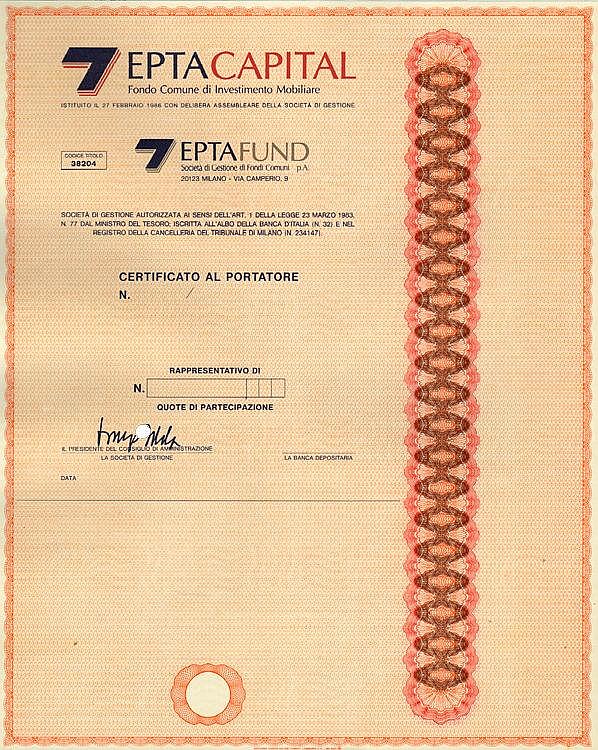 7 EPTACAPITAL
Fondo Comune di Investimento Mobiliare
ISTITUITO IL 27 FEBBRAIO 1986 CON DELIBERA ASSEMBLEARE DELLA SOCIETÀ DI GESTIONE
CODICE TITOLO
38204
7 EPTAFUND
Società di Gestione di Fondi Comuni p.A.
20123 MILANO - VIA CAMPERIO, 9
SOCIETÀ DI GESTIONE AUTORIZZATA AI SENSI DELL'ART. 1 DELLA LEGGE 23 MARZO 1983,
N. 77 DAL MINISTRO DEL TESORO; ISCRITTA ALL'ALBO DELLA BANCA D'ITALIA (N. 32) E NEL
REGISTRO DELLA CANCELLERIA DEL TRIBUNALE DI MILANO (N. 234147).
CERTIFICATO AL PORTATORE
N. /
RAPPRESENTATIVO DI
N.
QUOTE DI PARTECIPAZIONE
IL PRESIDENTE DEL CONSIGLIO DI AMMINISTRAZIONE
LA SOCIETÀ DI GESTIONE
LA BANCA DEPOSITARIA
DATA